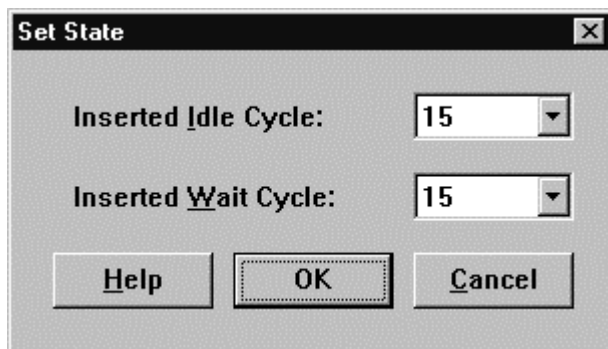 Set State
Inserted Idle Cycle: 15
Inserted Wait Cycle: 15
Help OK Cancel